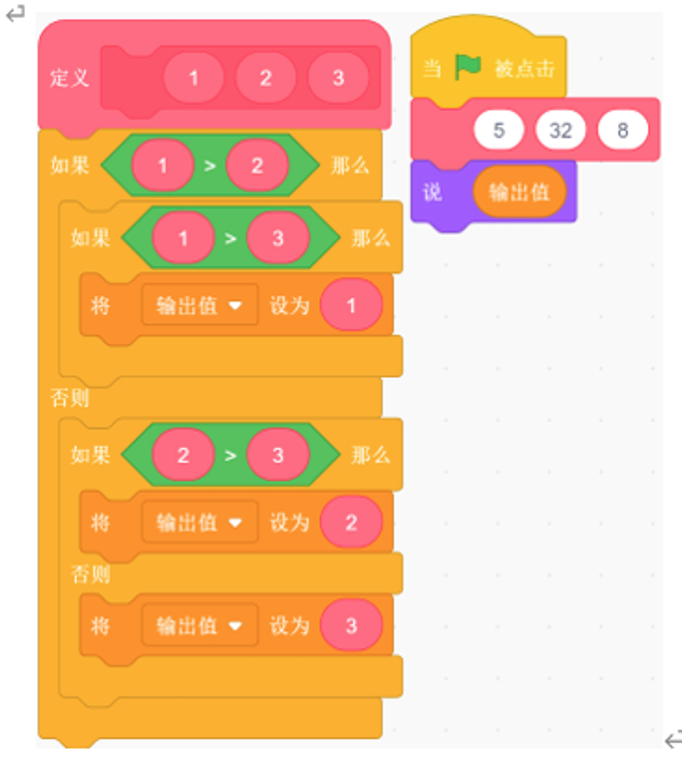 定义 1 2 3
如果 1 > 2 那么
如果 1 > 3 那么
将 输出值 设为 1
否则
如果 2 > 3 那么
将 输出值 设为 2
否则
将 输出值 设为 3
当 被点击
5 32 8
说 输出值